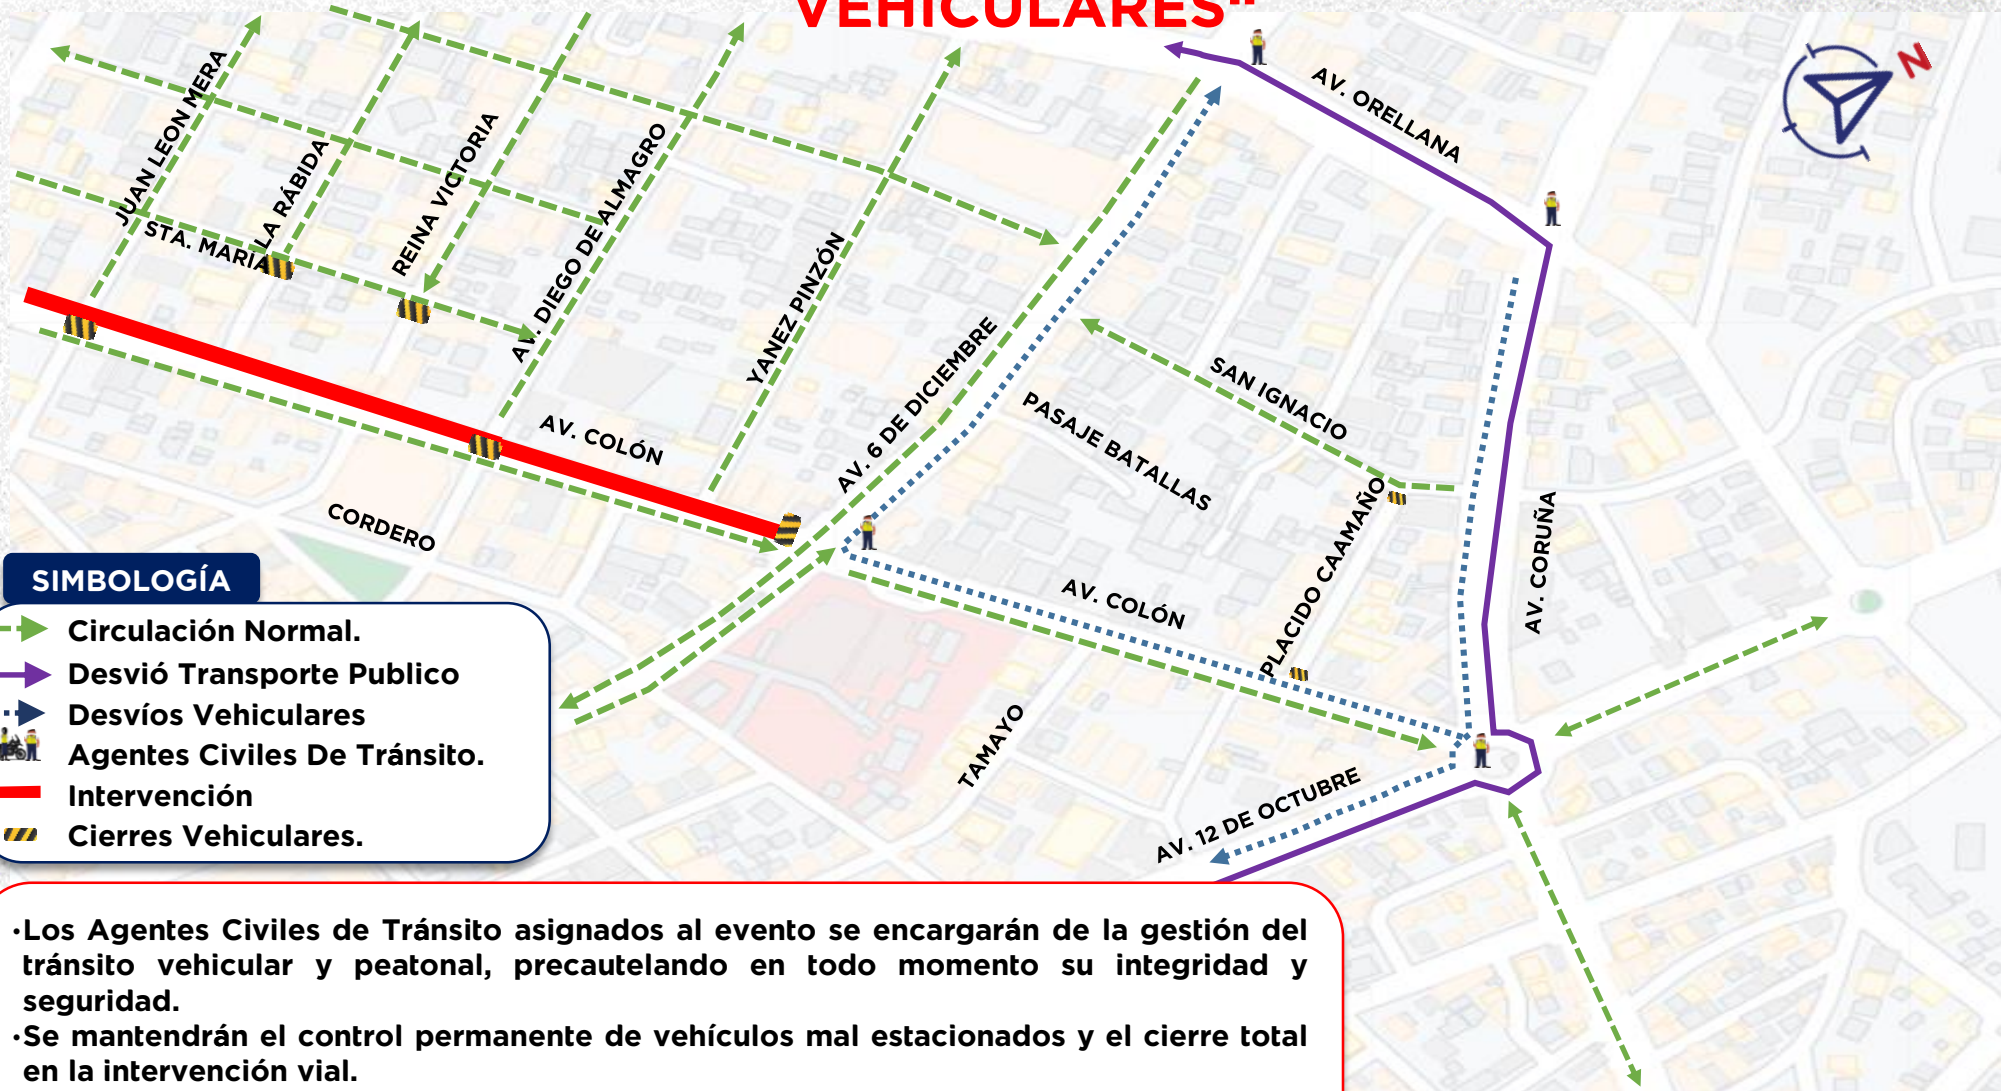 VEHICULARES"
N
AV. ORELLANA
JUAN LEON MERA
LA RÁBIDA
REINA VICTORIA
AV. DIEGO DE ALMAGRO
STA. MARÍA
YANEZ PINZÓN
AV. 6 DE DICIEMBRE
SAN IGNACIO
PASAJE BATALLAS
AV. COLÓN
CORDERO
PLACIDO CAAMAÑO
AV. CORUÑA
AV. COLÓN
TAMAYO
AV. 12 DE OCTUBRE
SIMBOLOGÍA
Circulación Normal.
Desvió Transporte Publico
Desvíos Vehiculares
Agentes Civiles De Tránsito.
Intervención
Cierres Vehiculares.
·Los Agentes Civiles de Tránsito asignados al evento se encargarán de la gestión del
tránsito vehicular y peatonal, precautelando en todo momento su integridad y
seguridad.
·Se mantendrán el control permanente de vehículos mal estacionados y el cierre total
en la intervención vial.